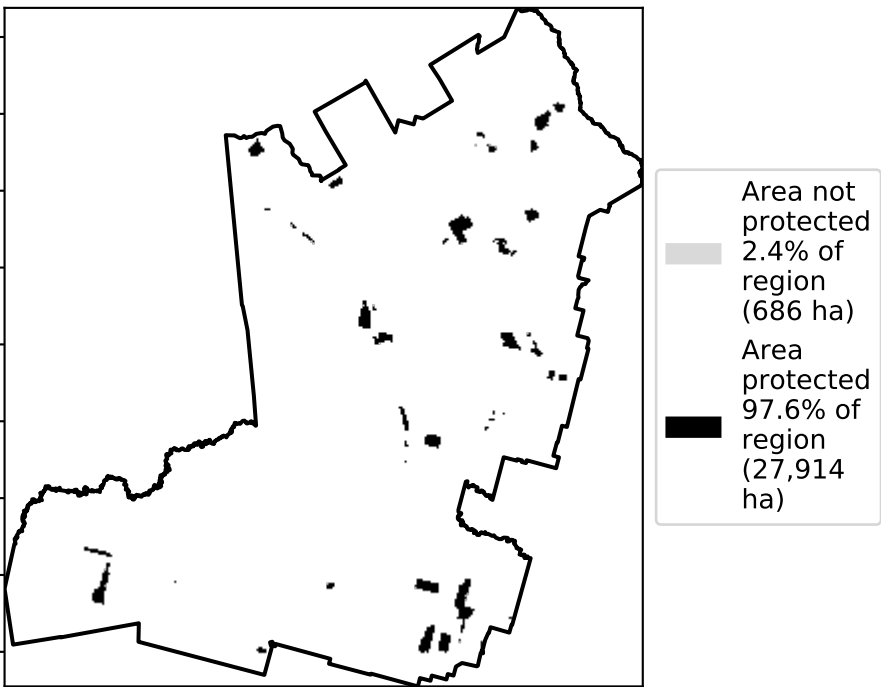 Area not
protected
2.4% of
region
(686 ha)
Area
protected
97.6% of
region
(27,914
ha)